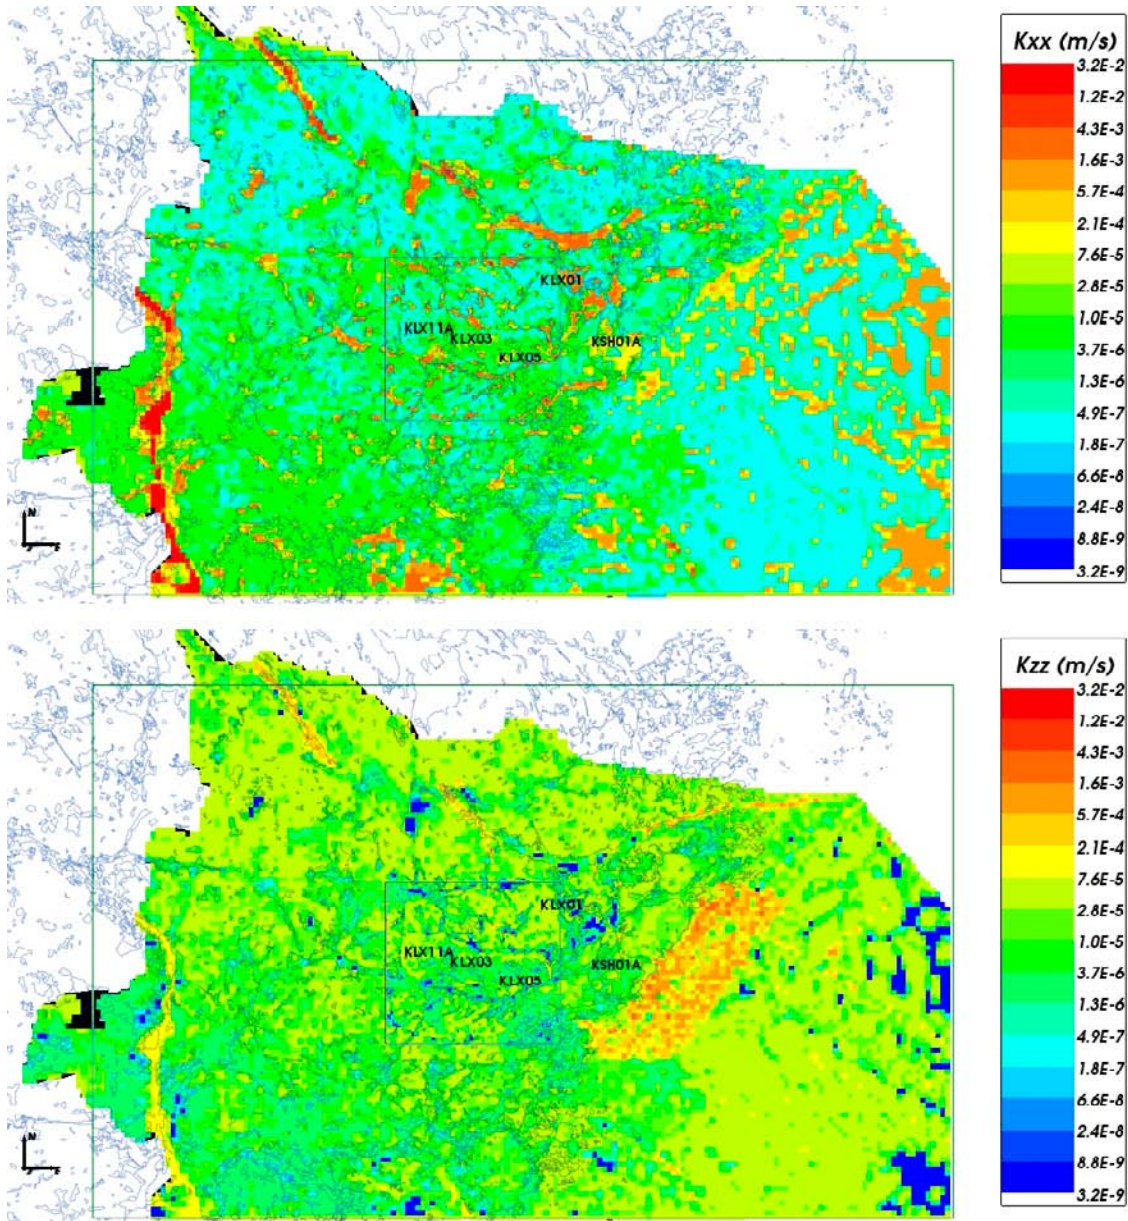 Kxx (m/s)
3.2E-2
1.2E-2
4.3E-3
1.6E-3
5.7E-4
2.1E-4
7.6E-5
2.8E-5
1.0E-5
3.7E-6
1.3E-6
4.9E-7
1.8E-7
6.6E-8
2.4E-8
8.8E-9
3.2E-9
KLX01
KLX11A
KLX03
KSH01A
KLX05
N
Kzz (m/s)
3.2E-2
1.2E-2
4.3E-3
1.6E-3
5.7E-4
2.1E-4
7.6E-5
2.8E-5
1.0E-5
3.7E-6
1.3E-6
4.9E-7
1.8E-7
6.6E-8
2.4E-8
8.8E-9
3.2E-9
KLX01
KLX11A
KLX03
KSH01A
KLX05
N